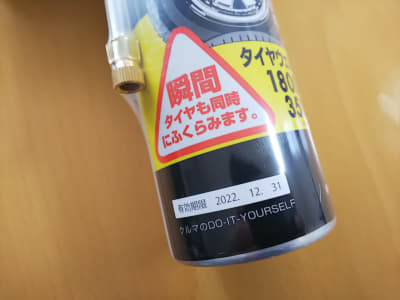 瞬間
タイヤも同時
にふくらみます。
タイヤウ
180
35
有効期限 2022. 12. 31
クルマのDO-IT-YOURSELF